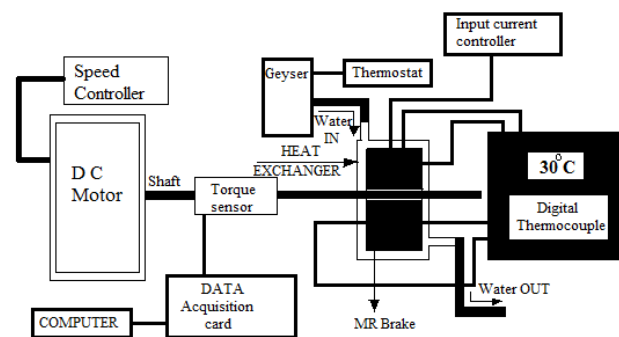 Input current
controller
Speed
Controller
Geyser
Thermostat
Water
IN
HEAT
EXCHANGER
D C
Motor
Shaft
Torque
sensor
30°C
Digital
Thermocouple
DATA
Acquisition
card
COMPUTER
MR Brake
Water OUT